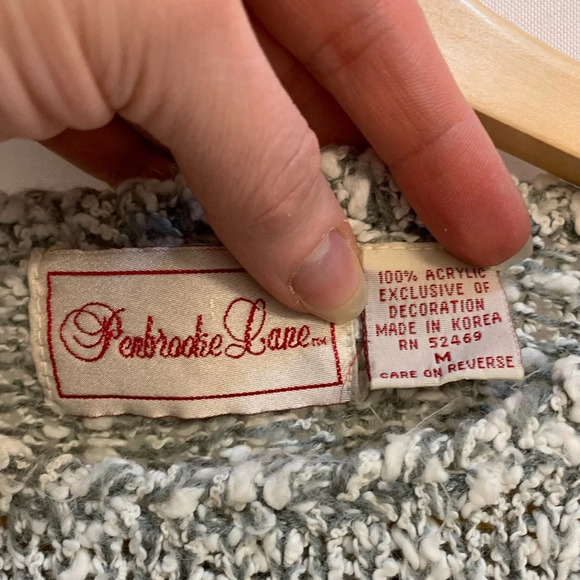 Penbrooke Lane™
100% ACRYLIC
EXCLUSIVE OF
DECORATION
MADE IN KOREA
RN 52469
M
CARE ON REVERSE